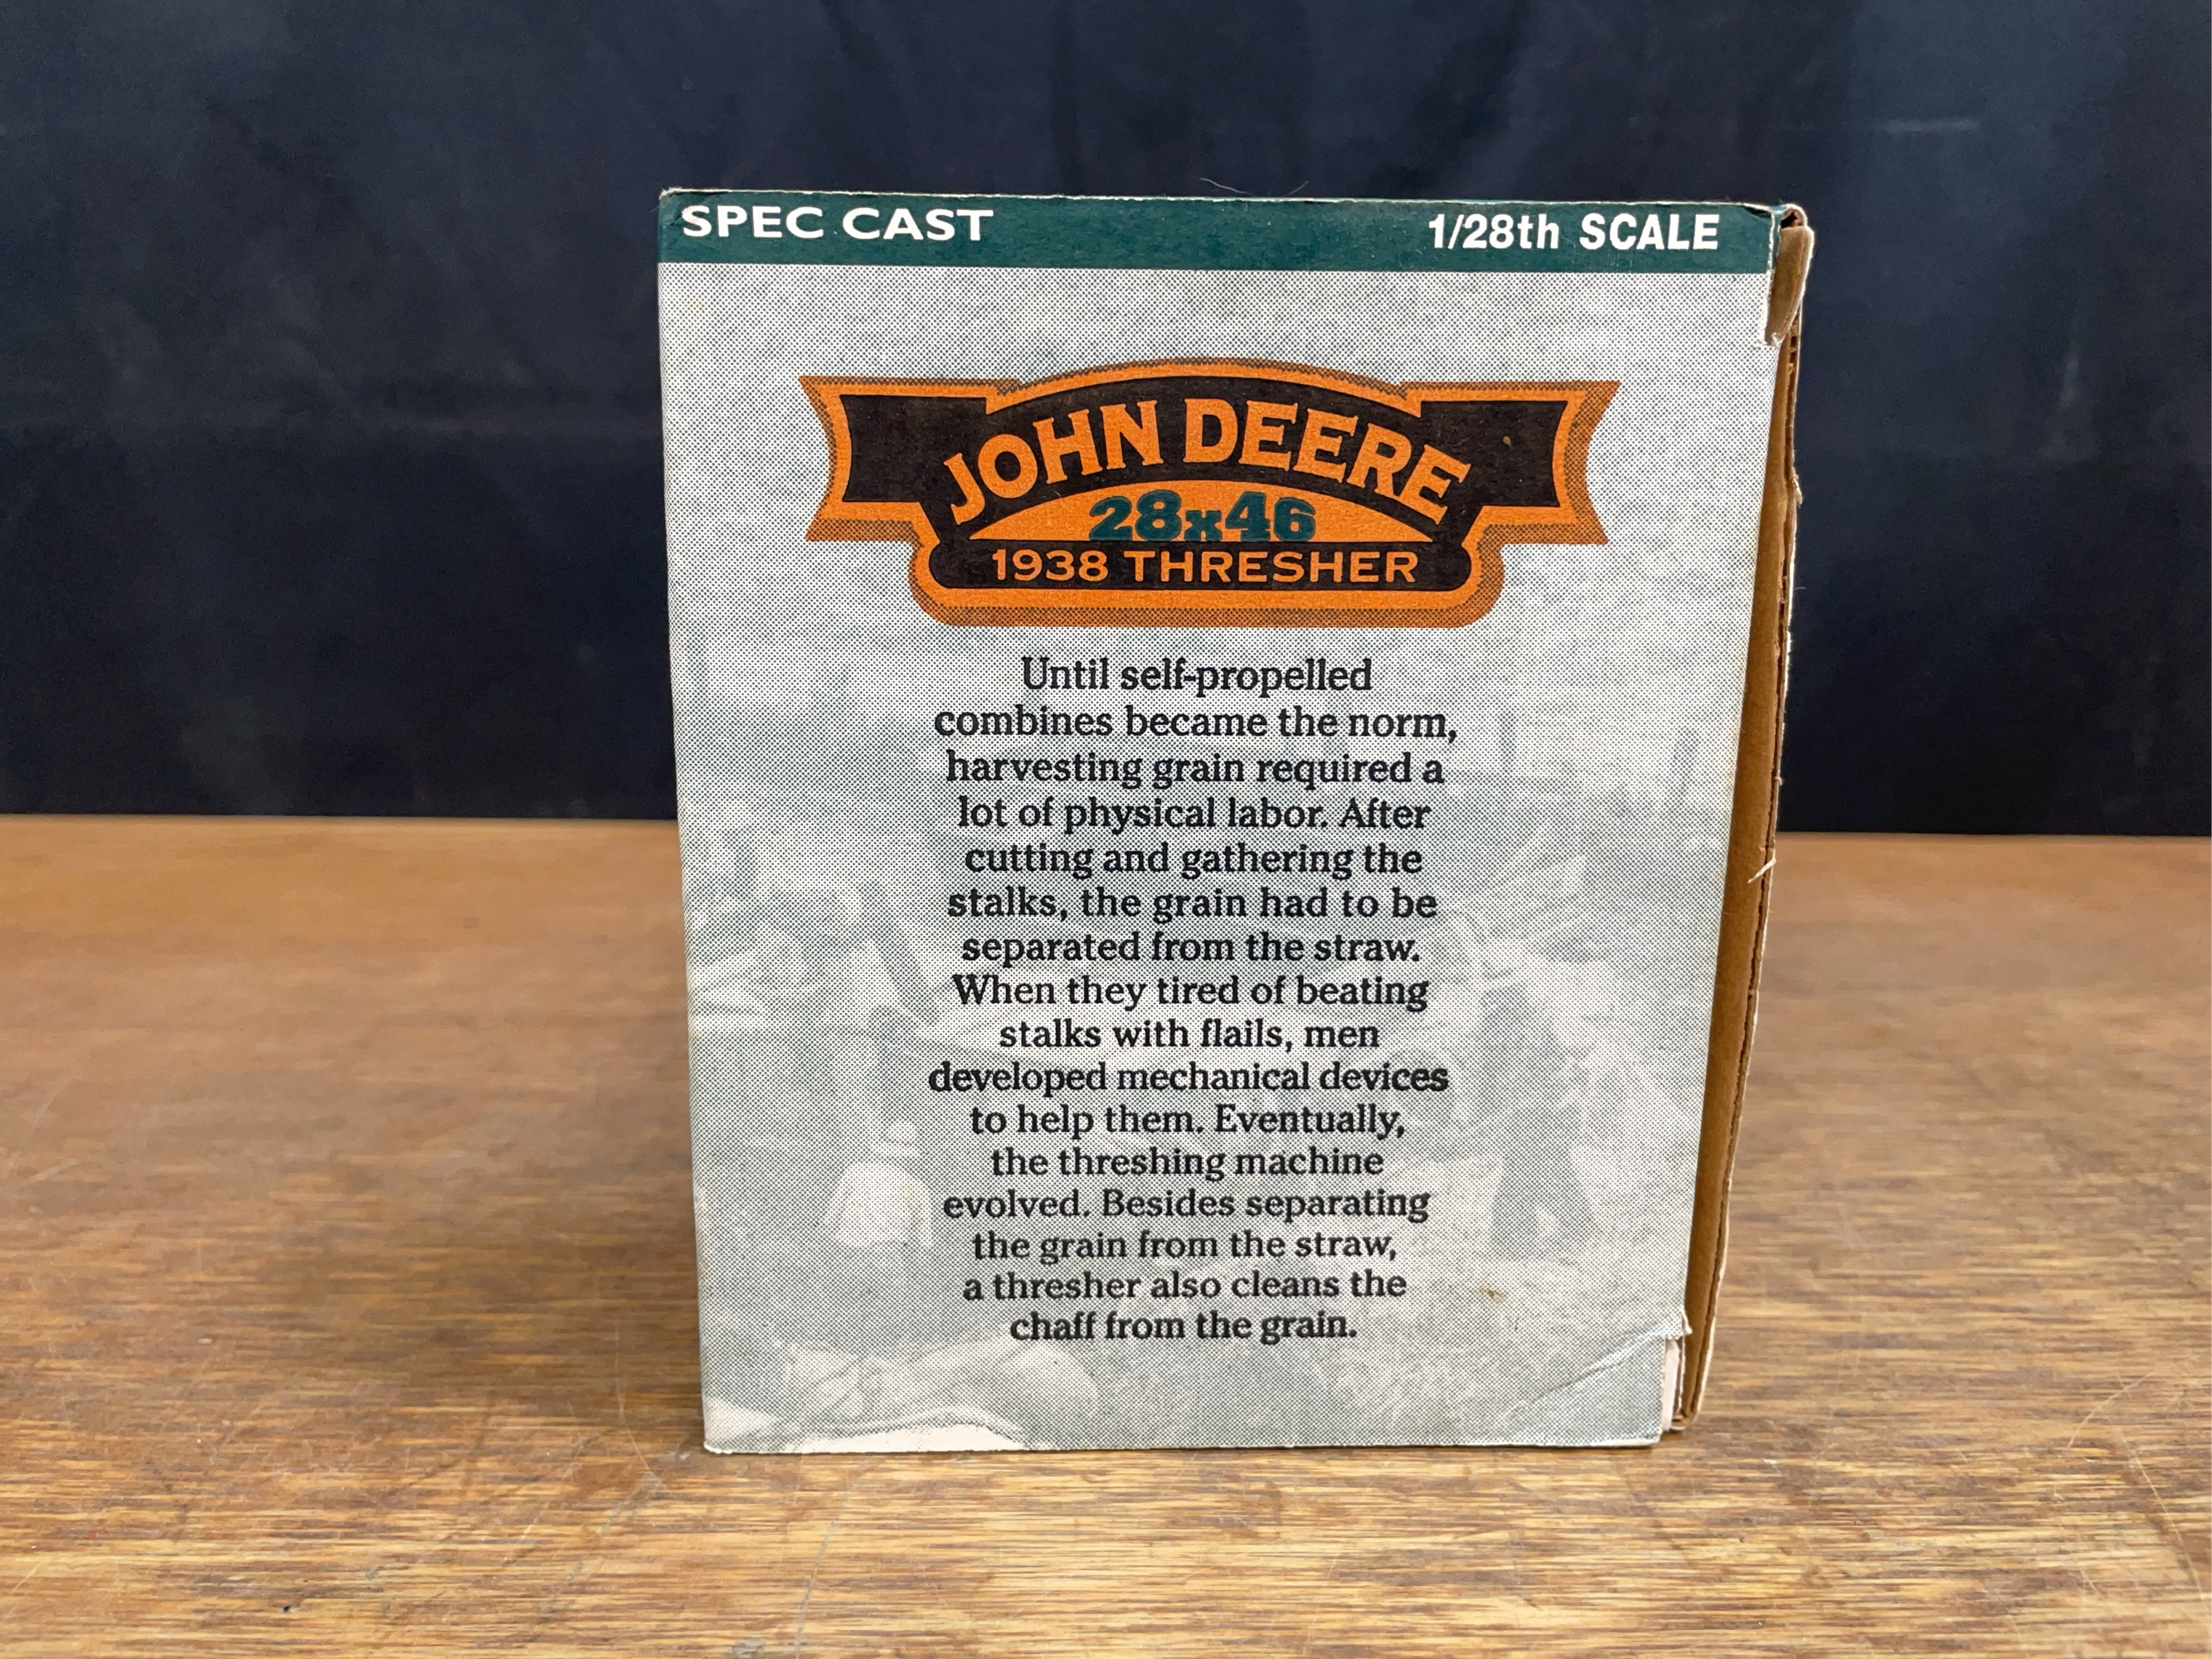 SPEC CAST
1/28th SCALE
JOHN DEERE
28x46
1938 THRESHER
Until self-propelled
combines became the norm,
harvesting grain required a
lot of physical labor. After
cutting and gathering the
stalks, the grain had to be
separated from the straw.
When they tired of beating
stalks with flails, men
developed mechanical devices
to help them. Eventually,
the threshing machine
evolved. Besides separating
the grain from the straw,
a thresher also cleans the
chaff from the grain.